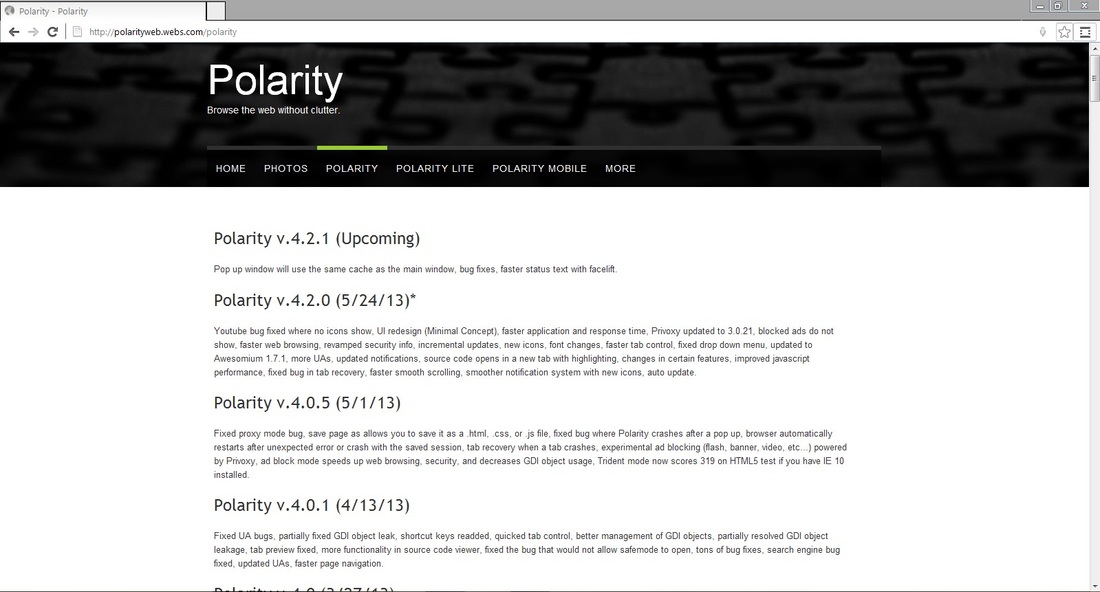 Polarity - Polarity
http://polarityweb.webs.com/polarity
Polarity
Browse the web without clutter.
HOME PHOTOS POLARITY POLARITY LITE POLARITY MOBILE MORE
Polarity v.4.2.1 (Upcoming)
Pop up window will use the same cache as the main window, bug fixes, faster status text with facelift.
Polarity v.4.2.0 (5/24/13)*
Youtube bug fixed where no icons show, UI redesign (Minimal Concept), faster application and response time, Privoxy updated to 3.0.21, blocked ads do not
show, faster web browsing, revamped security info, incremental updates, new icons, font changes, faster tab control, fixed drop down menu, updated to
Awesomium 1.7.1, more UAs, updated notifications, source code opens in a new tab with highlighting, changes in certain features, improved javascript
performance, fixed bug in tab recovery, faster smooth scrolling, smoother notification system with new icons, auto update.
Polarity v.4.0.5 (5/1/13)
Fixed proxy mode bug, save page as allows you to save it as a .html, .css, or .js file, fixed bug where Polarity crashes after a pop up, browser automatically
restarts after unexpected error or crash with the saved session, tab recovery when a tab crashes, experimental ad blocking (flash, banner, video, etc...) powered
by Privoxy, ad block mode speeds up web browsing, security, and decreases GDI object usage, Trident mode now scores 319 on HTML5 test if you have IE 10
installed.
Polarity v.4.0.1 (4/13/13)
Fixed UA bugs, partially fixed GDI object leak, shortcut keys readded, quicked tab control, better management of GDI objects, partially resolved GDI object
leakage, tab preview fixed, more functionality in source code viewer, fixed the bug that would not allow safemode to open, tons of bug fixes, search engine bug
fixed, updated UAs, faster page navigation.
Polarity v.4.0 (3/27/13)